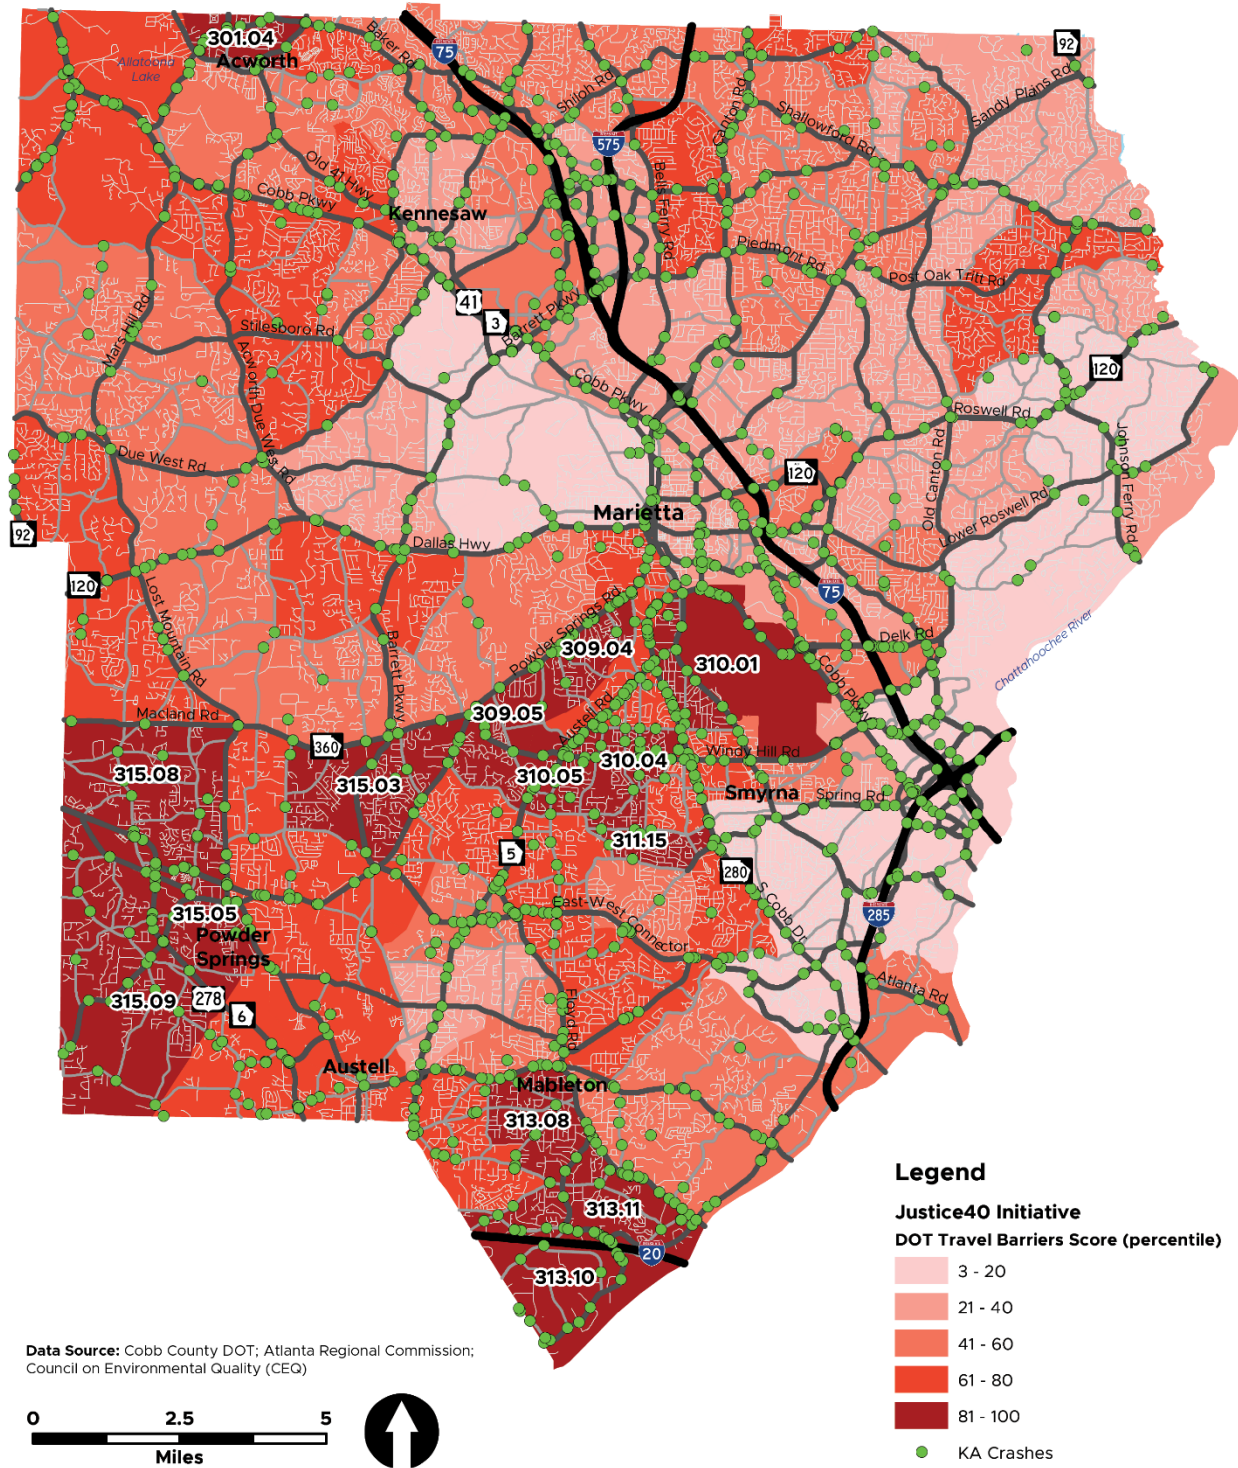 301.04
Acworth
Allatoona
Lake
Baker Rd
75
92
Shiloh Rd
Canton Rd
Sandy Plains Rd
Shallowford Rd
575
Old 41 Hwy
Cobb Pkwy
Bells Ferry Rd
Kennesaw
Piedmont Rd
Post Oak Tritt Rd
41
3
Barrett Pkwy
Mars Hill Rd
Stilesboro Rd
Acworth Due West Rd
120
Cobb Pkwy
Roswell Rd
Johnson Ferry Rd
Due West Rd
120
Old Canton Rd
Lower Roswell Rd
Marietta
92
Dallas Hwy
120
Lost Mountain Rd
75
Powder Springs Rd
Barrett Pkwy
309.04
310.01
Delk Rd
Chattahoochee River
Cobb Pkwy
Macland Rd
309.05
Austell Rd
360
Windy Hill Rd
315.08
315.03
310.05
310.04
Smyrna
Spring Rd
311.15
5
280
S Cobb Dr
315.05
Powder
Springs
East-West Connector
285
315.09
278
6
Atlanta Rd
Floyd Rd
Austell
Mableton
313.08
313.11
20
313.10
Legend
Justice40 Initiative
DOT Travel Barriers Score (percentile)
3 - 20
21 - 40
41 - 60
61 - 80
81 - 100
KA Crashes
Data Source: Cobb County DOT; Atlanta Regional Commission;
Council on Environmental Quality (CEQ)
0 2.5 5
Miles